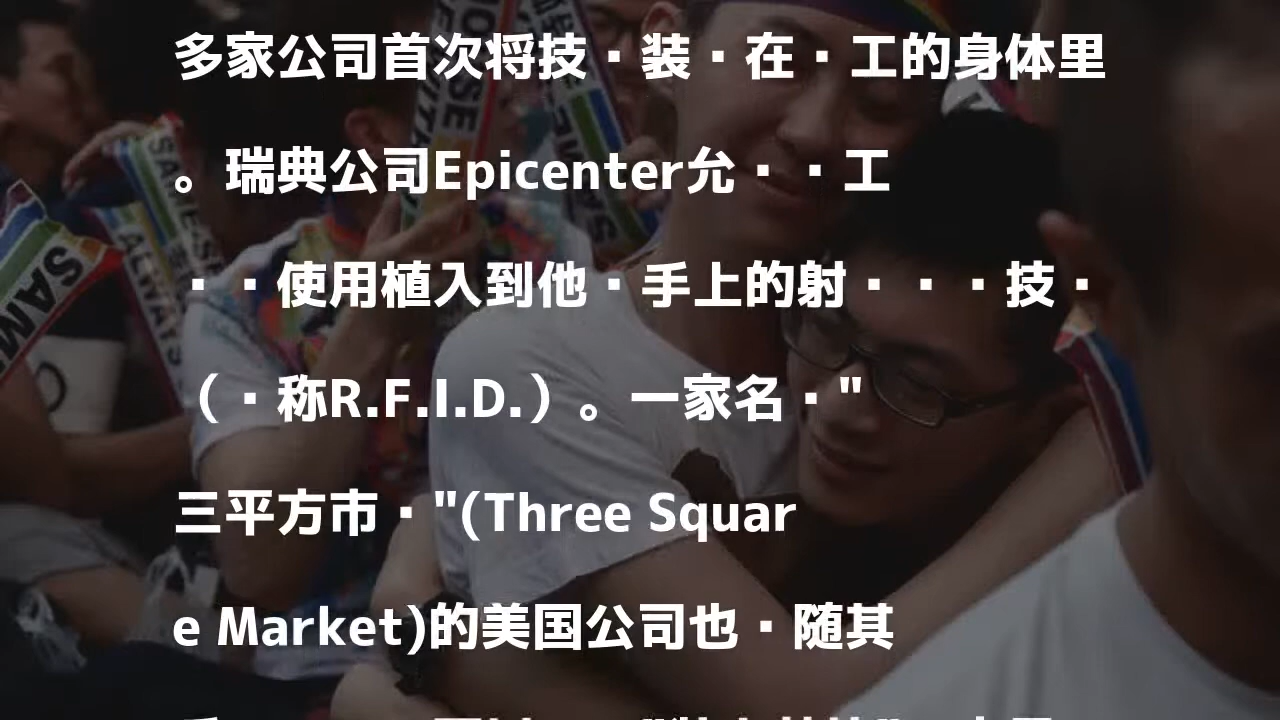 多家公司首次将技·装·在·工的身体里
。瑞典公司Epicenter允··工
··使用植入到他·手上的射···技·
（·称R.F.I.D.）。一家名·"
三平方市·"(Three Squar
e Market)的美国公司也·随其